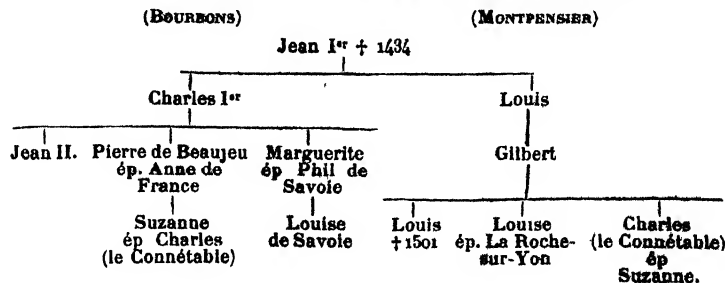 (BOURBONS) (MONTPENSIER)
Jean Ier † 1434
Charles Ier Louis
Jean II. Pierre de Beaujeu Marguerite Gilbert
ép. Anne de ép Phil de
France Savoie
Suzanne Louise Louis Louise Charles
ép Charles de Savoie †1501 ép. La Roche- (le Connétable)
(le Connétable) sur-Yon ép
Suzanne.